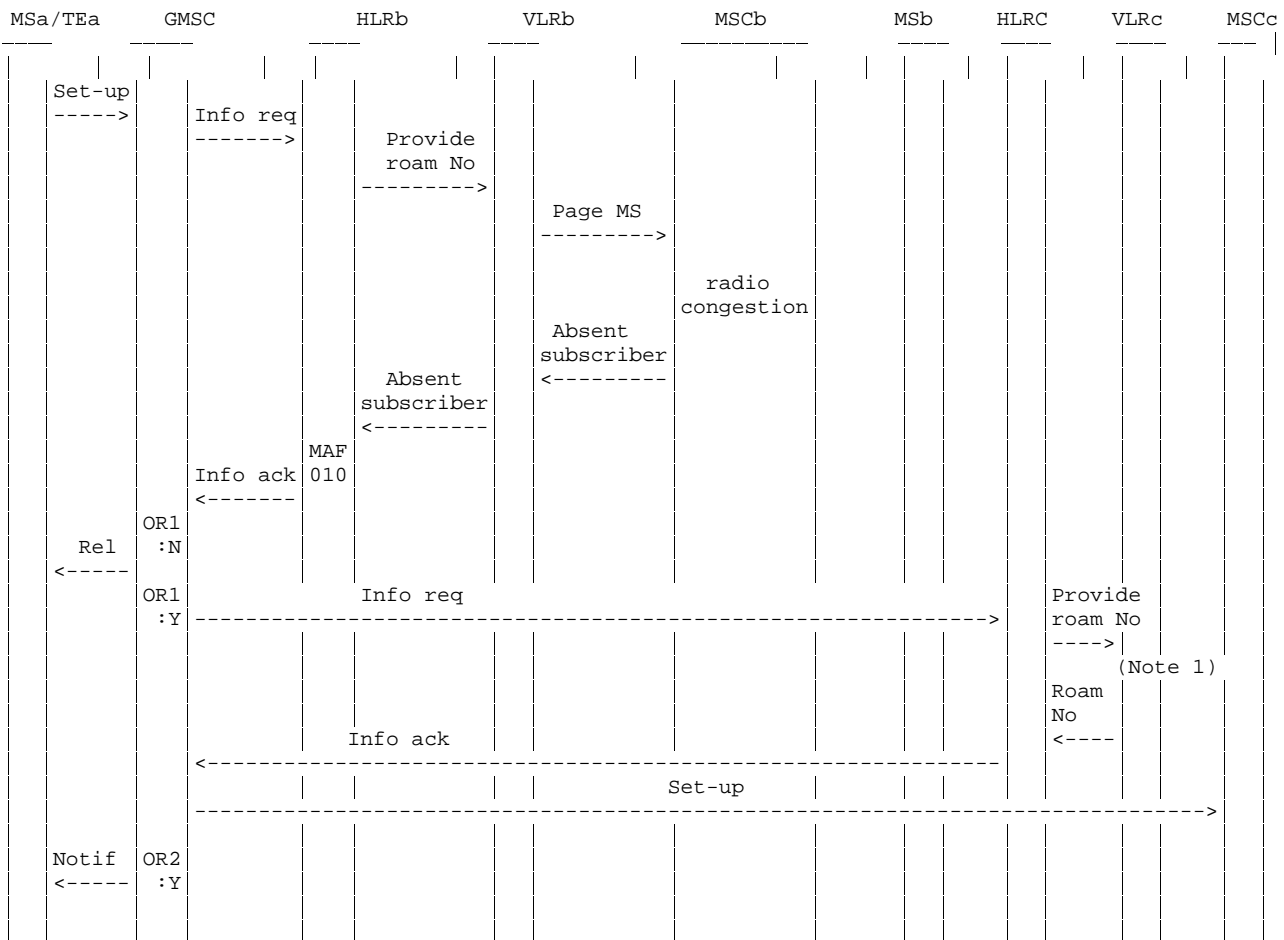 MSa/TEa GMSC HLRb VLRb MSCb MSb HLRC VLRc MSCc
Set-up
-----> Info req
-------> Provide
roam No
--------->
Page MS
--------->
radio
congestion
Absent
subscriber
Absent <---------
subscriber
<---------
MAF
Info ack 010
<-------
OR1
Rel :N
<-----
OR1 Info req Provide
:Y -------------------------------------------------------------> roam No
---->
(Note 1)
Roam
No
Info ack <----
<-------------------------------------------------------------
Set-up
------------------------------------------------------------------------------>
Notif OR2
<----- :Y